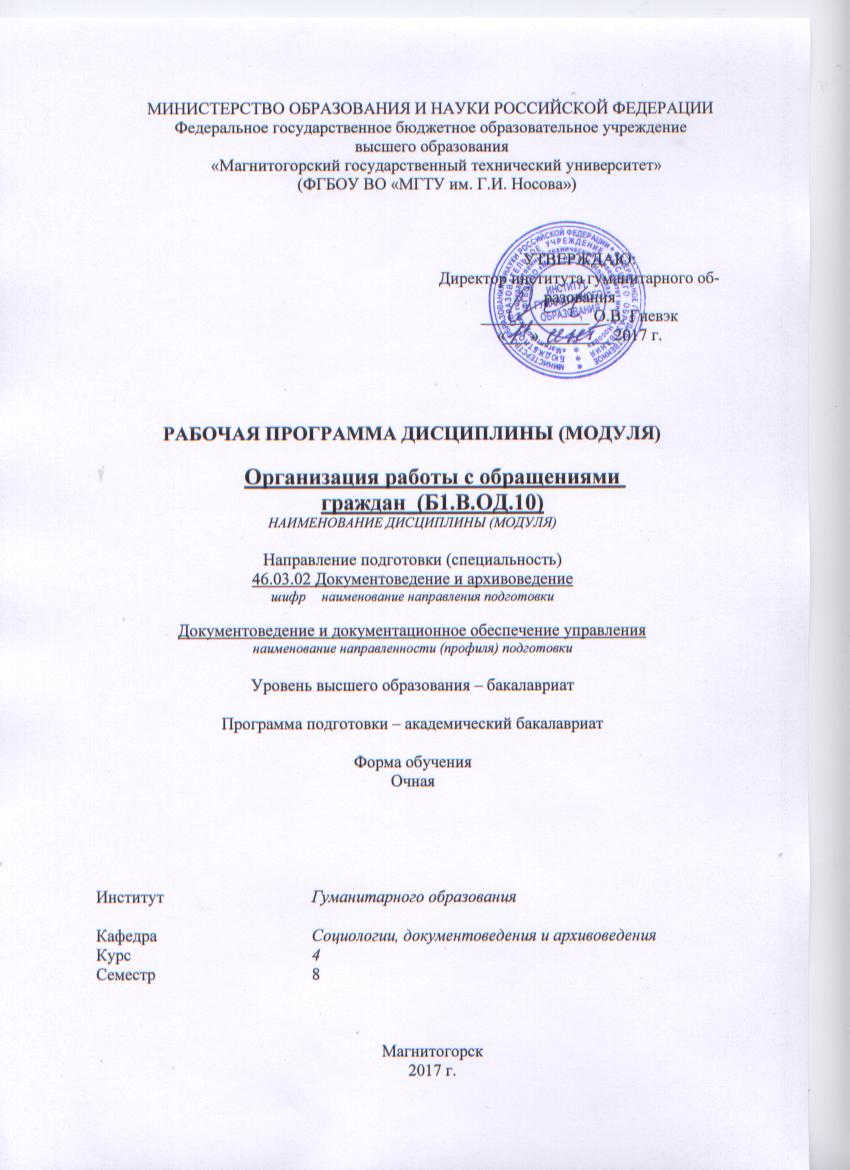 МИНИСТЕРСТВО ОБРАЗОВАНИЯ И НАУКИ РОССИЙСКОЙ ФЕДЕРАЦИИ
Федеральное государственное бюджетное образовательное учреждение
высшего образования
«Магнитогорский государственный технический университет»
(ФГБОУ ВО «МГТУ им. Г.И. Носова»)
УТВЕРЖДАЮ:
Директор института гуманитарного об-
разования
О.В. Гневэк
2017 г.
ИНСТИТУТ
ГУМАНИТАРНОГО
ОБРАЗОВАНИЯ
РАБОЧАЯ ПРОГРАММА ДИСЦИПЛИНЫ (МОДУЛЯ)
Организация работы с обращениями
граждан (Б1.В.ОД.10)
НАИМЕНОВАНИЕ ДИСЦИПЛИНЫ (МОДУЛЯ)
Направление подготовки (специальность)
46.03.02 Документоведение и архивоведение
шифр наименование направления подготовки
Документоведение и документационное обеспечение управления
наименование направленности (профиля) подготовки
Уровень высшего образования – бакалавриат
Программа подготовки – академический бакалавриат
Форма обучения
Очная
Институт Гуманитарного образования
Кафедра Социологии, документоведения и архивоведения
Курс 4
Семестр 8
Магнитогорск
2017 г.